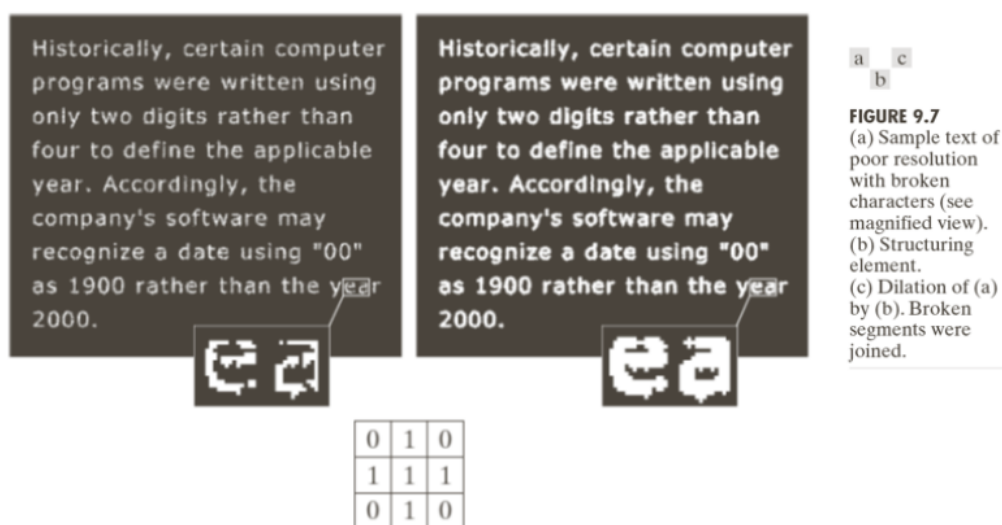 Historically, certain computer
programs were written using
only two digits rather than
four to define the applicable
year. Accordingly, the
company's software may
recognize a date using "00"
as 1900 rather than the year
2000.
e a
Historically, certain computer
programs were written using
only two digits rather than
four to define the applicable
year. Accordingly, the
company's software may
recognize a date using "00"
as 1900 rather than the year
2000.
e a
0 1 0
1 1 1
0 1 0
a c
b
FIGURE 9.7
(a) Sample text of
poor resolution
with broken
characters (see
magnified view).
(b) Structuring
element.
(c) Dilation of (a)
by (b). Broken
segments were
joined.